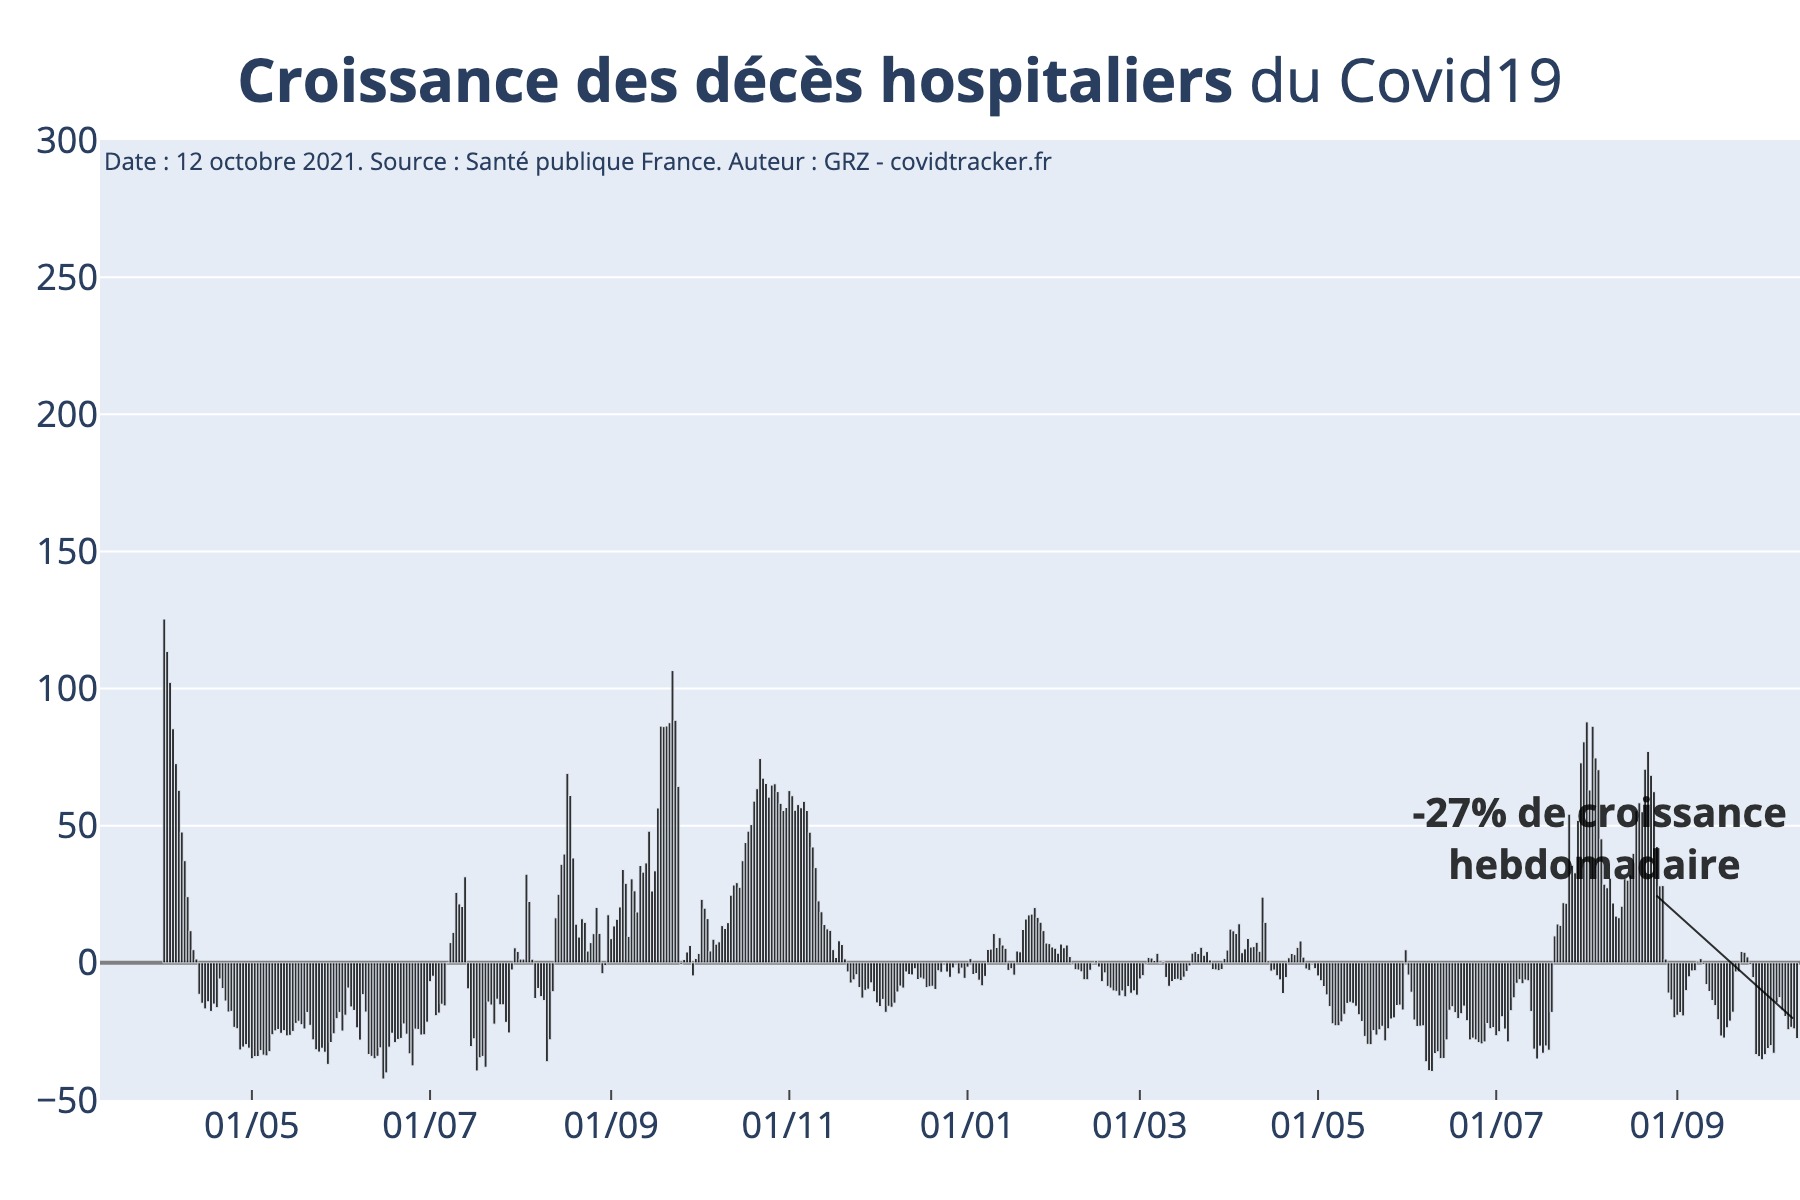 Croissance des décès hospitaliers du Covid19
300
Date : 12 octobre 2021. Source : Santé publique France. Auteur : GRZ - covidtracker.fr
250
200
150
100
50
-27% de croissance
hebdomadaire
0
−50
01/05 01/07 01/09 01/11 01/01 01/03 01/05 01/07 01/09